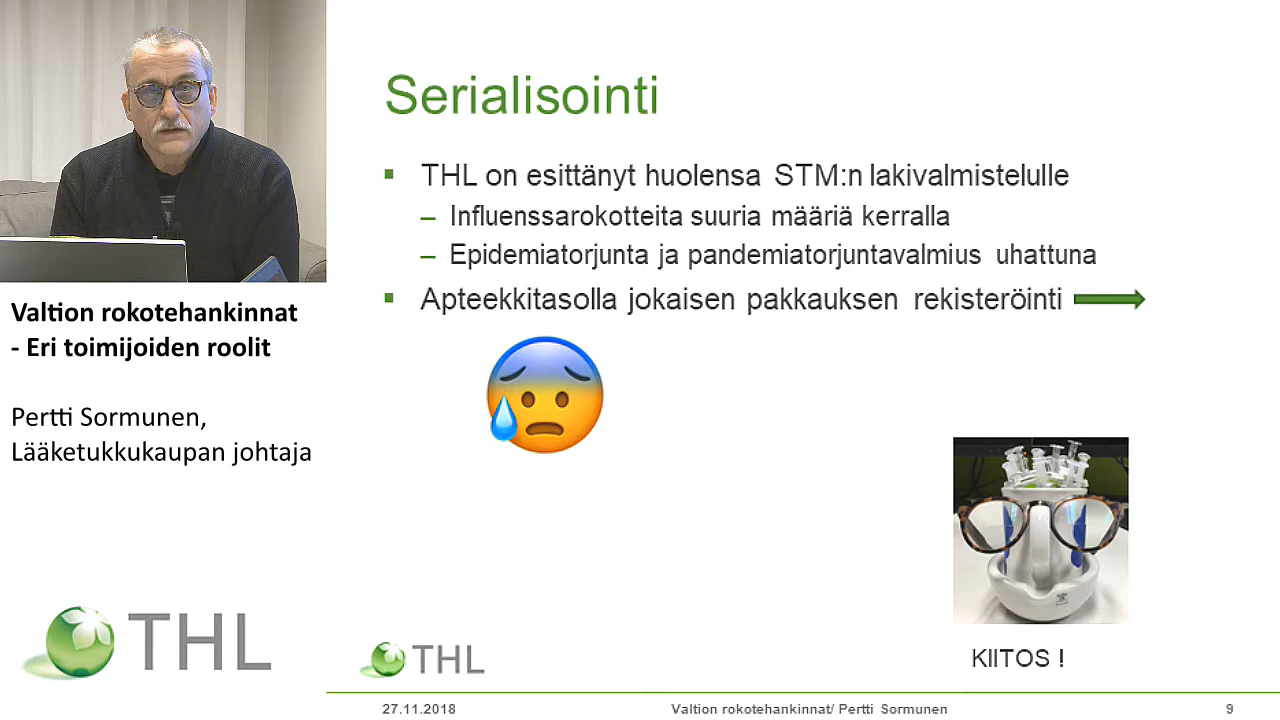 Valtion rokotehankinnat
- Eri toimijoiden roolit
Pertti Sormunen,
Lääketukkukaupan johtaja
THL
Serialisointi
THL on esittänyt huolensa STM:n lakivalmistelulle
– Influenssarokotteita suuria määriä kerralla
– Epidemiatorjunta ja pandemiatorjuntavalmius uhattuna
Apteekkitasolla jokaisen pakkauksen rekisteröinti
KIITOS !
THL
27.11.2018
Valtion rokotehankinnat/ Pertti Sormunen
9